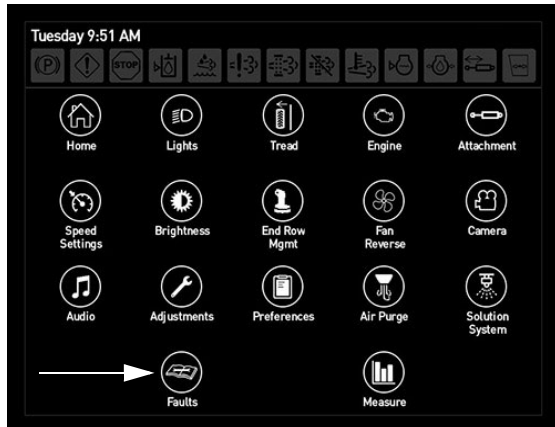 Tuesday 9:51 AM
(P) STOP
Home Lights Tread Engine Attachment
Speed Settings Brightness End Row Mgmt Fan Reverse Camera
Audio Adjustments Preferences Air Purge Solution System
Faults Measure